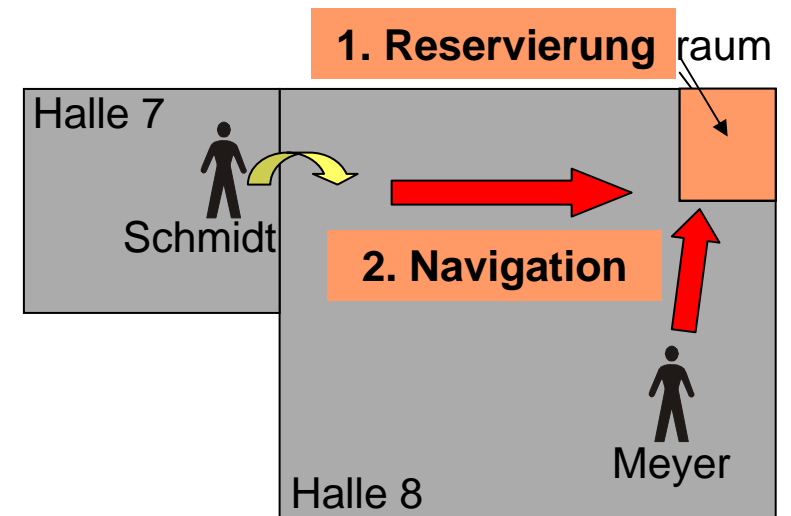 1. Reservierung raum
Halle 7
Schmidt
2. Navigation
Meyer
Halle 8